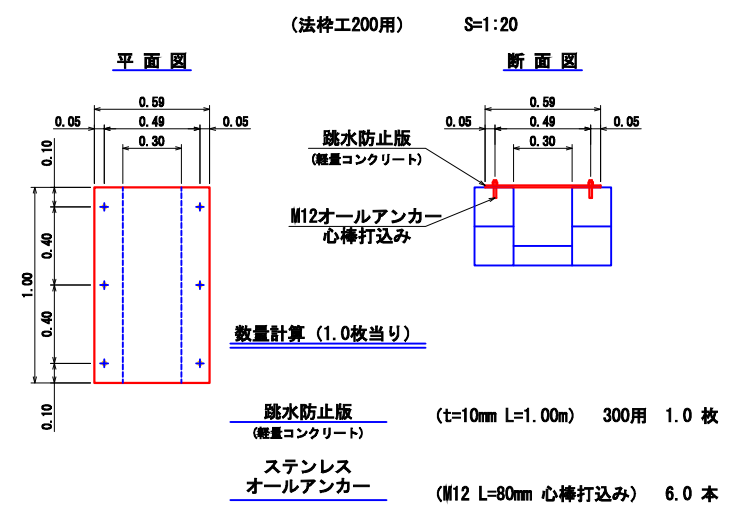 (法枠工200用) S=1:20
平面図 断面図
0.59 0.59
0.05 0.49 0.05 0.05 0.49 0.05
0.30 0.30
跳水防止版
(軽量コンクリート)
0.10
M12オールアンカー
心棒打込み
0.40
1.00
0.40
0.10
数量計算 (1.0枚当り)
跳水防止版 (t=10mm L=1.00m) 300用 1.0 枚
(軽量コンクリート)
ステンレス
オールアンカー (M12 L=80mm 心棒打込み) 6.0 本